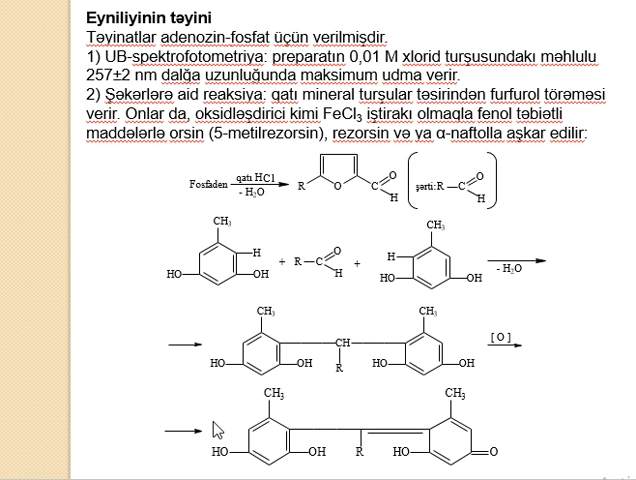 Eyniliyinin təyini
Təyinatlar adenozin-fosfat üçün verilmişdir.
1) UB-spektrofotometriya: preparatın 0,01 M xlorid turşusundakı məhlulu
257±2 nm dalğa uzunluğunda maksimum udma verir.
2) Şəkərlərə aid reaksiya: qatı mineral turşular təsirindən furfurol törəməsi
verir. Onlar da, oksidləşdirici kimi FeCl₃ iştirakı olmaqla fenol təbiətli
maddələrlə orsin (5-metilrezorsin), rezorsin və ya α-naftolla aşkar edilir:
Fosfaden qatı HCl - H₂O R O C O H şərti: R—C O H
CH₃ H HO OH + R—C O H + CH₃ H HO OH - H₂O
CH₃ HO OH CH R CH₃ HO OH [ O ]
CH₃ HO OH R CH₃ HO O